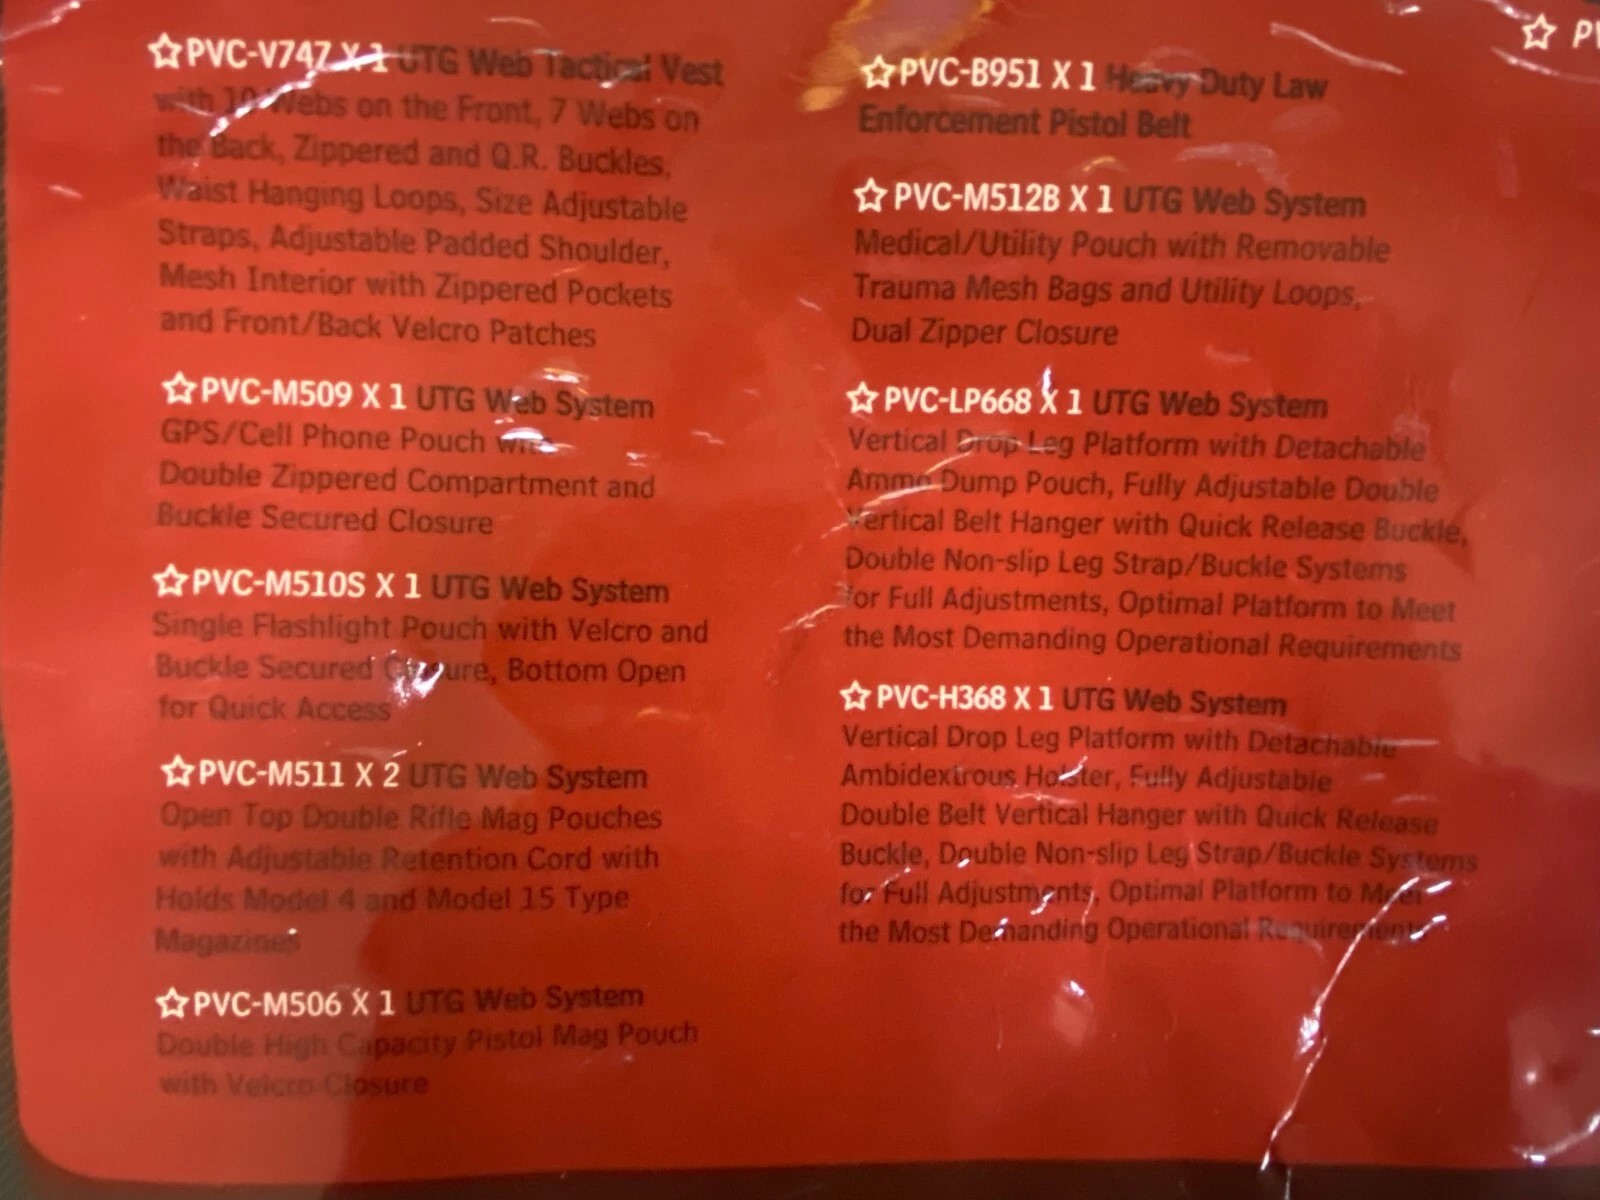 ☆PVC-V747 X 1 UTG Web Tactical Vest
with 10 Webs on the Front, 7 Webs on
the Back, Zippered and Q.R. Buckles,
Waist Hanging Loops, Size Adjustable
Straps, Adjustable Padded Shoulder,
Mesh Interior with Zippered Pockets
and Front/Back Velcro Patches
☆PVC-M509 X 1 UTG Web System
GPS/Cell Phone Pouch with
Double Zippered Compartment and
Buckle Secured Closure
☆PVC-M510S X 1 UTG Web System
Single Flashlight Pouch with Velcro and
Buckle Secured Closure, Bottom Open
for Quick Access
☆PVC-M511 X 2 UTG Web System
Open Top Double Rifle Mag Pouches
with Adjustable Retention Cord with
Holds Model 4 and Model 15 Type
Magazines
☆PVC-M506 X 1 UTG Web System
Double High Capacity Pistol Mag Pouch
with Velcro Closure
☆PVC-B951 X 1 Heavy Duty Law
Enforcement Pistol Belt
☆PVC-M512B X 1 UTG Web System
Medical/Utility Pouch with Removable
Trauma Mesh Bags and Utility Loops,
Dual Zipper Closure
☆PVC-LP668 X 1 UTG Web System
Vertical Drop Leg Platform with Detachable
Ammo Dump Pouch, Fully Adjustable Double
Vertical Belt Hanger with Quick Release Buckle,
Double Non-slip Leg Strap/Buckle Systems
for Full Adjustments, Optimal Platform to Meet
the Most Demanding Operational Requirements
☆PVC-H368 X 1 UTG Web System
Vertical Drop Leg Platform with Detachable
Ambidextrous Holster, Fully Adjustable
Double Belt Vertical Hanger with Quick Release
Buckle, Double Non-slip Leg Strap/Buckle Systems
for Full Adjustments, Optimal Platform to Meet
the Most Demanding Operational Requirements